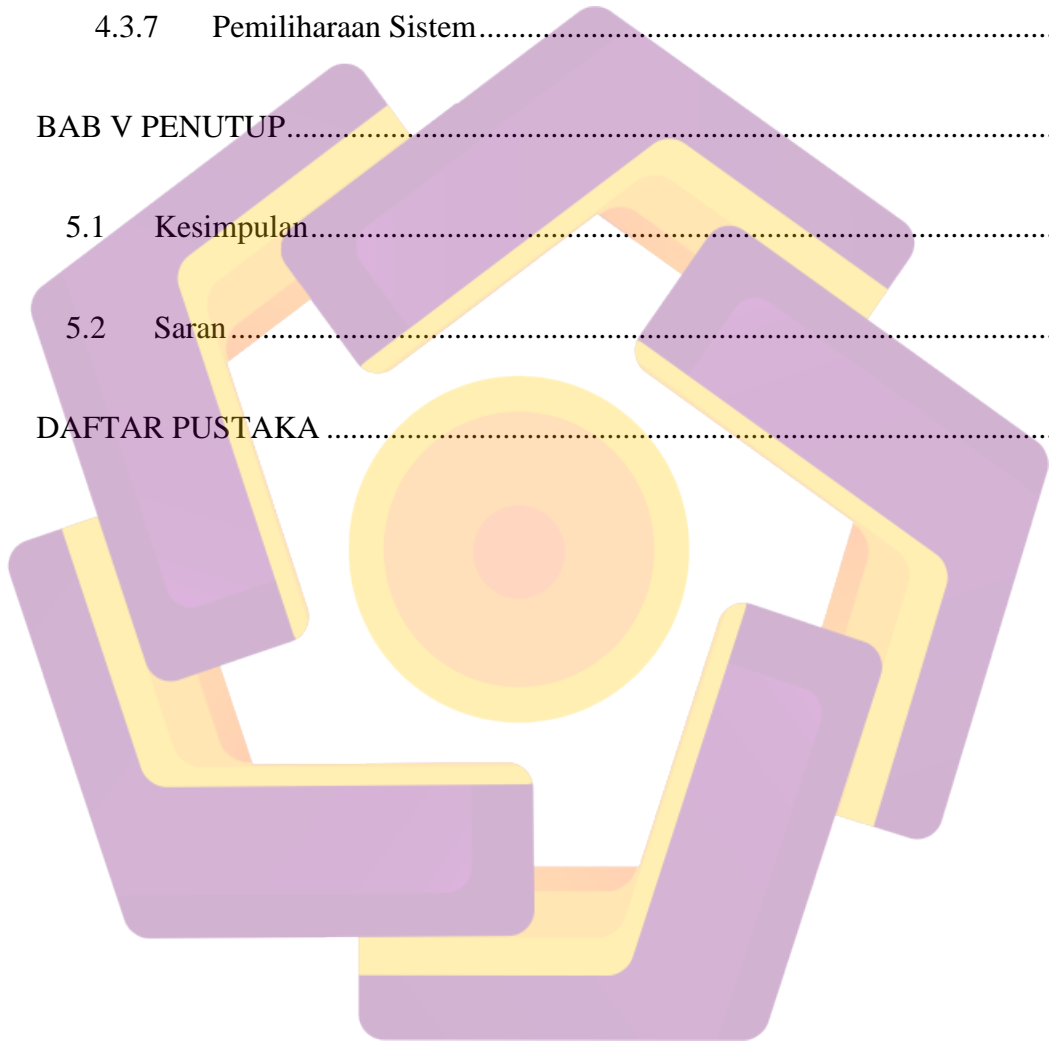 4.3.7 Pemiliharaan Sistem........................................................................
BAB V PENUTUP........................................................................................
5.1 Kesimpulan........................................................................................
5.2 Saran..................................................................................................
DAFTAR PUSTAKA ....................................................................................